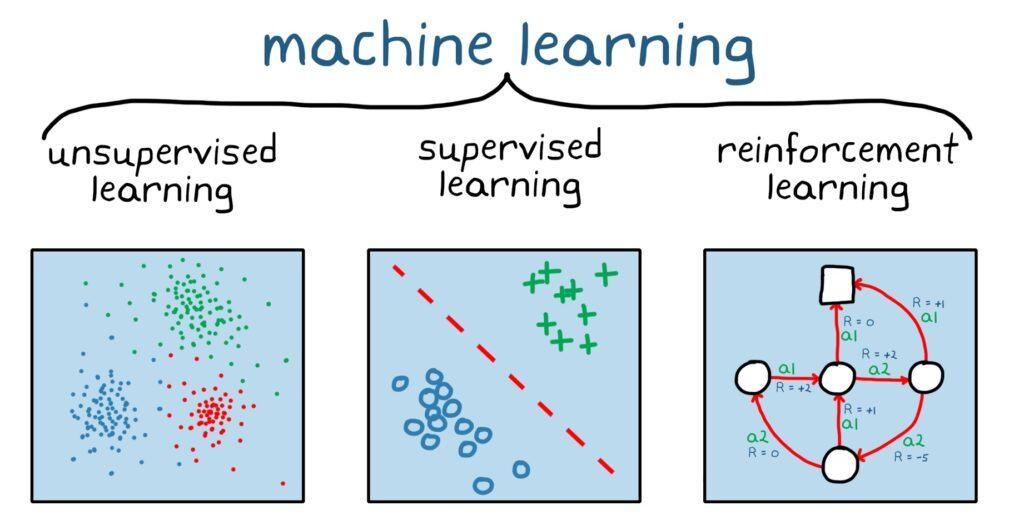 machine learning
unsupervised
learning
supervised
learning
reinforcement
learning
R = +1
a1
R = 0
a1
R = +2
a1
a2
R = +2
R = +1
a1
a2
R = 0
a2
R = -5